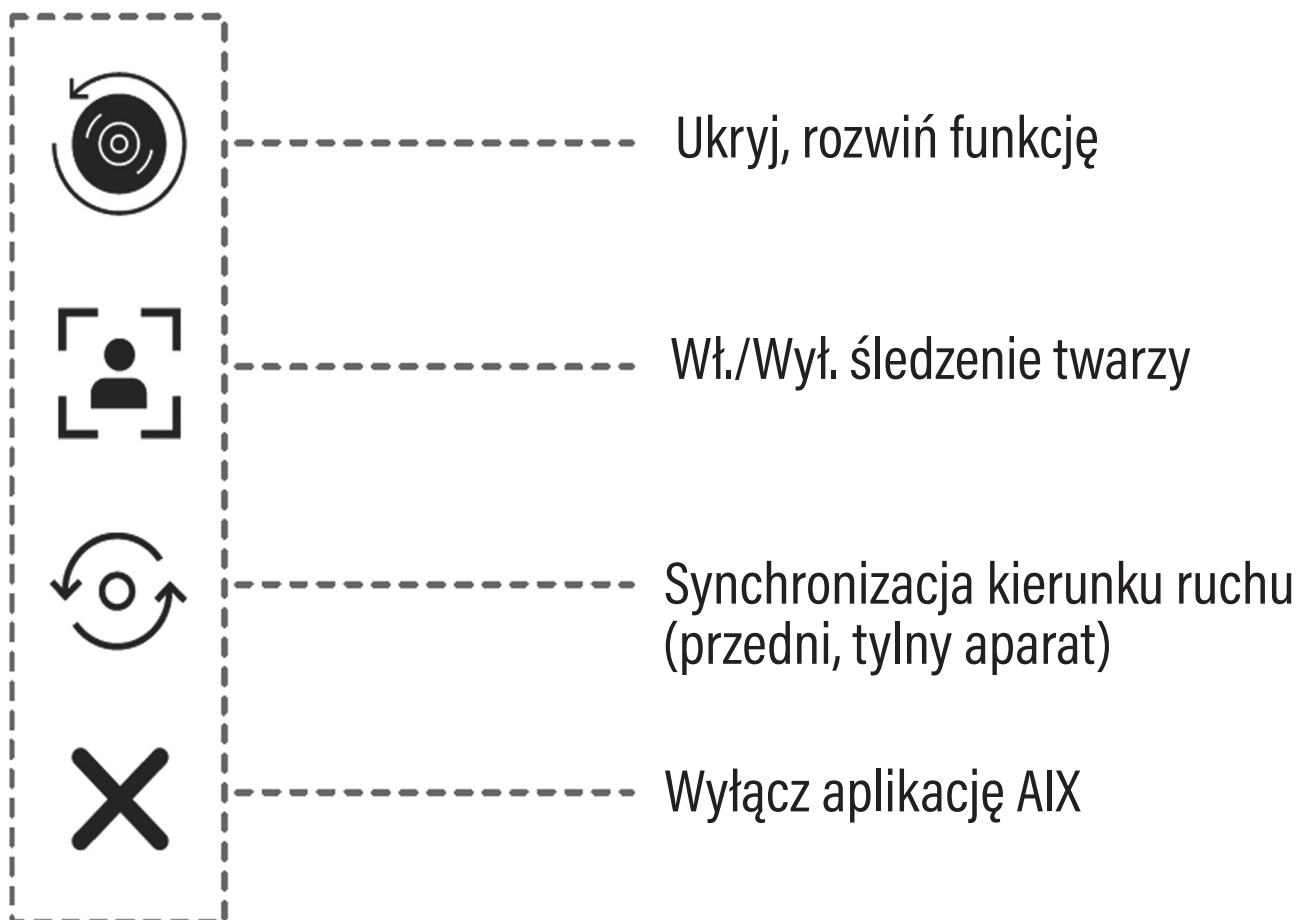 Ukryj, rozwiń funkcję
Wł./Wył. śledzenie twarzy
Synchronizacja kierunku ruchu
(przedni, tylny aparat)
Wyłącz aplikację AIX